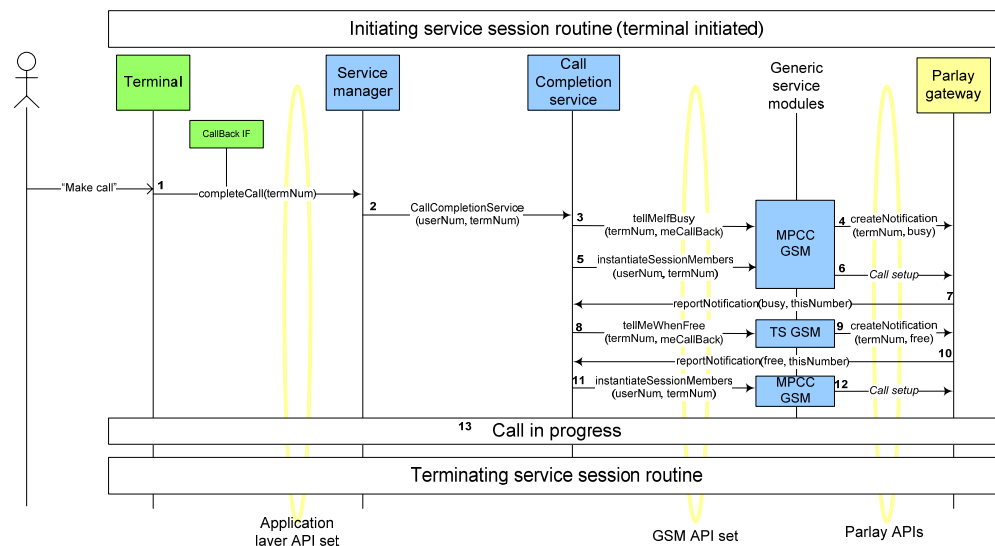 Initiating service session routine (terminal initiated)
Terminal
Service
manager
Call
Completion
service
Generic
service
modules
Parlay
gateway
CallBack IF
"Make call"
1
completeCall(termNum)
2
CallCompletionService
(userNum, termNum)
3
tellMeIfBusy
(termNum, meCallBack)
MPCC
GSM
4
createNotification
(termNum, busy)
5
instantiateSessionMembers
(userNum, termNum)
6
Call setup
7
reportNotification(busy, thisNumber)
8
tellMeWhenFree
(termNum, meCallBack)
TS GSM
9
createNotification
(termNum, free)
10
reportNotification(free, thisNumber)
11
instantiateSessionMembers
(userNum, termNum)
MPCC
GSM
12
Call setup
13
Call in progress
Terminating service session routine
Application
layer API set
GSM API set
Parlay APIs